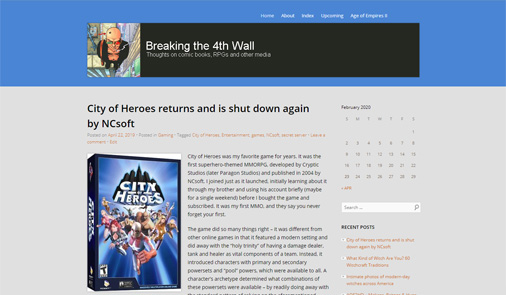 Home About Index Upcoming Age of Empires II
Breaking the 4th Wall
Thoughts on comic books, RPGs and other media
City of Heroes returns and is shut down again
by NCsoft
Posted on April 22, 2019 · Posted in Gaming · Tagged City of Heroes, Entertainment, games, NCsoft, secret server · Leave a
comment · Edit
CITY OF
HEROES
City of Heroes was my favorite game for years. It was the
first superhero-themed MMORPG, developed by Cryptic
Studios (later Paragon Studios) and published in 2004 by
NCsoft. I joined just as it launched, initially learning about it
through my brother and using his account briefly (maybe
for a single weekend) before I bought the game and
subscribed. It was my first MMO, and they say you never
forget your first.
The game did so many things right – it was different from
other online games in that it featured a modern setting and
did away with the "holy trinity" of having a damage dealer,
tank and healer as vital components of a team. Instead, it
introduced characters with primary and secondary
powersets and "pool" powers, which were available to all. A
character's archetype determined what combinations of
these powersets were available – by readily doing away with
February 2020
S M T W T F S
1
2 3 4 5 6 7 8
9 10 11 12 13 14 15
16 17 18 19 20 21 22
23 24 25 26 27 28 29
« Apr
Search ...
RECENT POSTS
City of Heroes returns and is shut
down again by NCsoft
What Kind of Witch Are You? 80
Witchcraft Traditions
Intimate photos of modern day
witches across America